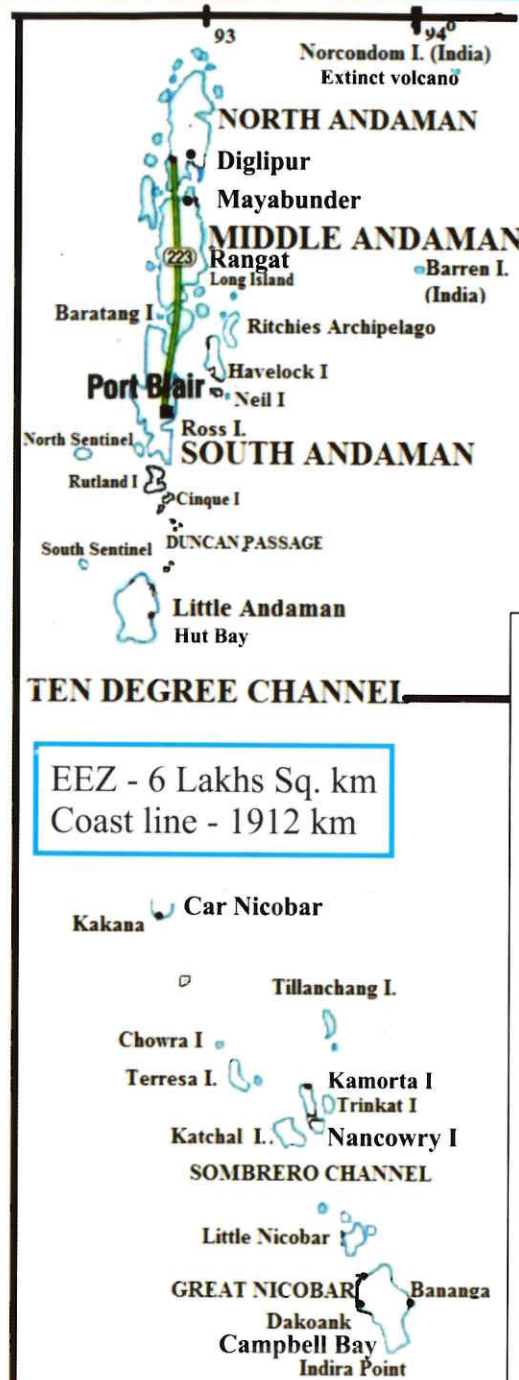 93
94°
Norcondom I. (India)
Extinct volcano
NORTH ANDAMAN
Diglipur
Mayabunder
MIDDLE ANDAMAN
223
Rangat
Long Island
Barren I.
(India)
Baratang I
Ritchies Archipelago
Havelock I
Port Blair
Neil I
Ross I.
North Sentinel
SOUTH ANDAMAN
Rutland I
Cinque I
DUNCAN PASSAGE
South Sentinel
Little Andaman
Hut Bay
TEN DEGREE CHANNEL
EEZ - 6 Lakhs Sq. km
Coast line - 1912 km
Car Nicobar
Kakana
Tillanchang I.
Chowra I
Terresa I.
Kamorta I
Trinkat I
Katchal I..
Nancowry I
SOMBRERO CHANNEL
Little Nicobar
GREAT NICOBAR
Bananga
Dakoank
Campbell Bay
Indira Point